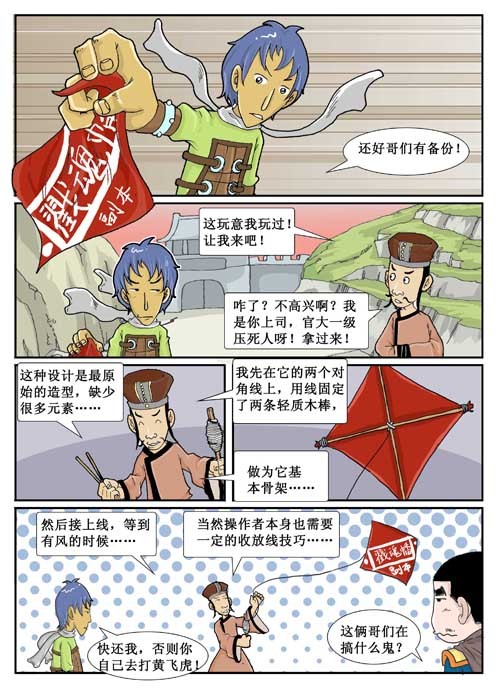 还好哥们有备份！
戳魂幡
副本
这玩意我玩过！
让我来吧！
咋了？不高兴啊？我
是你上司，官大一级
压死人呀！拿过来！
这种设计是最原
始的造型，缺少
很多元素……
我先在它的两个对
角线上，用线固定
了两条轻质木棒，
做为它基
本骨架……
然后接上线，等到
有风的时候……
当然操作者本身也需要
一定的收放线技巧……
戳魂幡
副本
快还我，否则你
自己去打黄飞虎！
这俩哥们在
搞什么鬼？